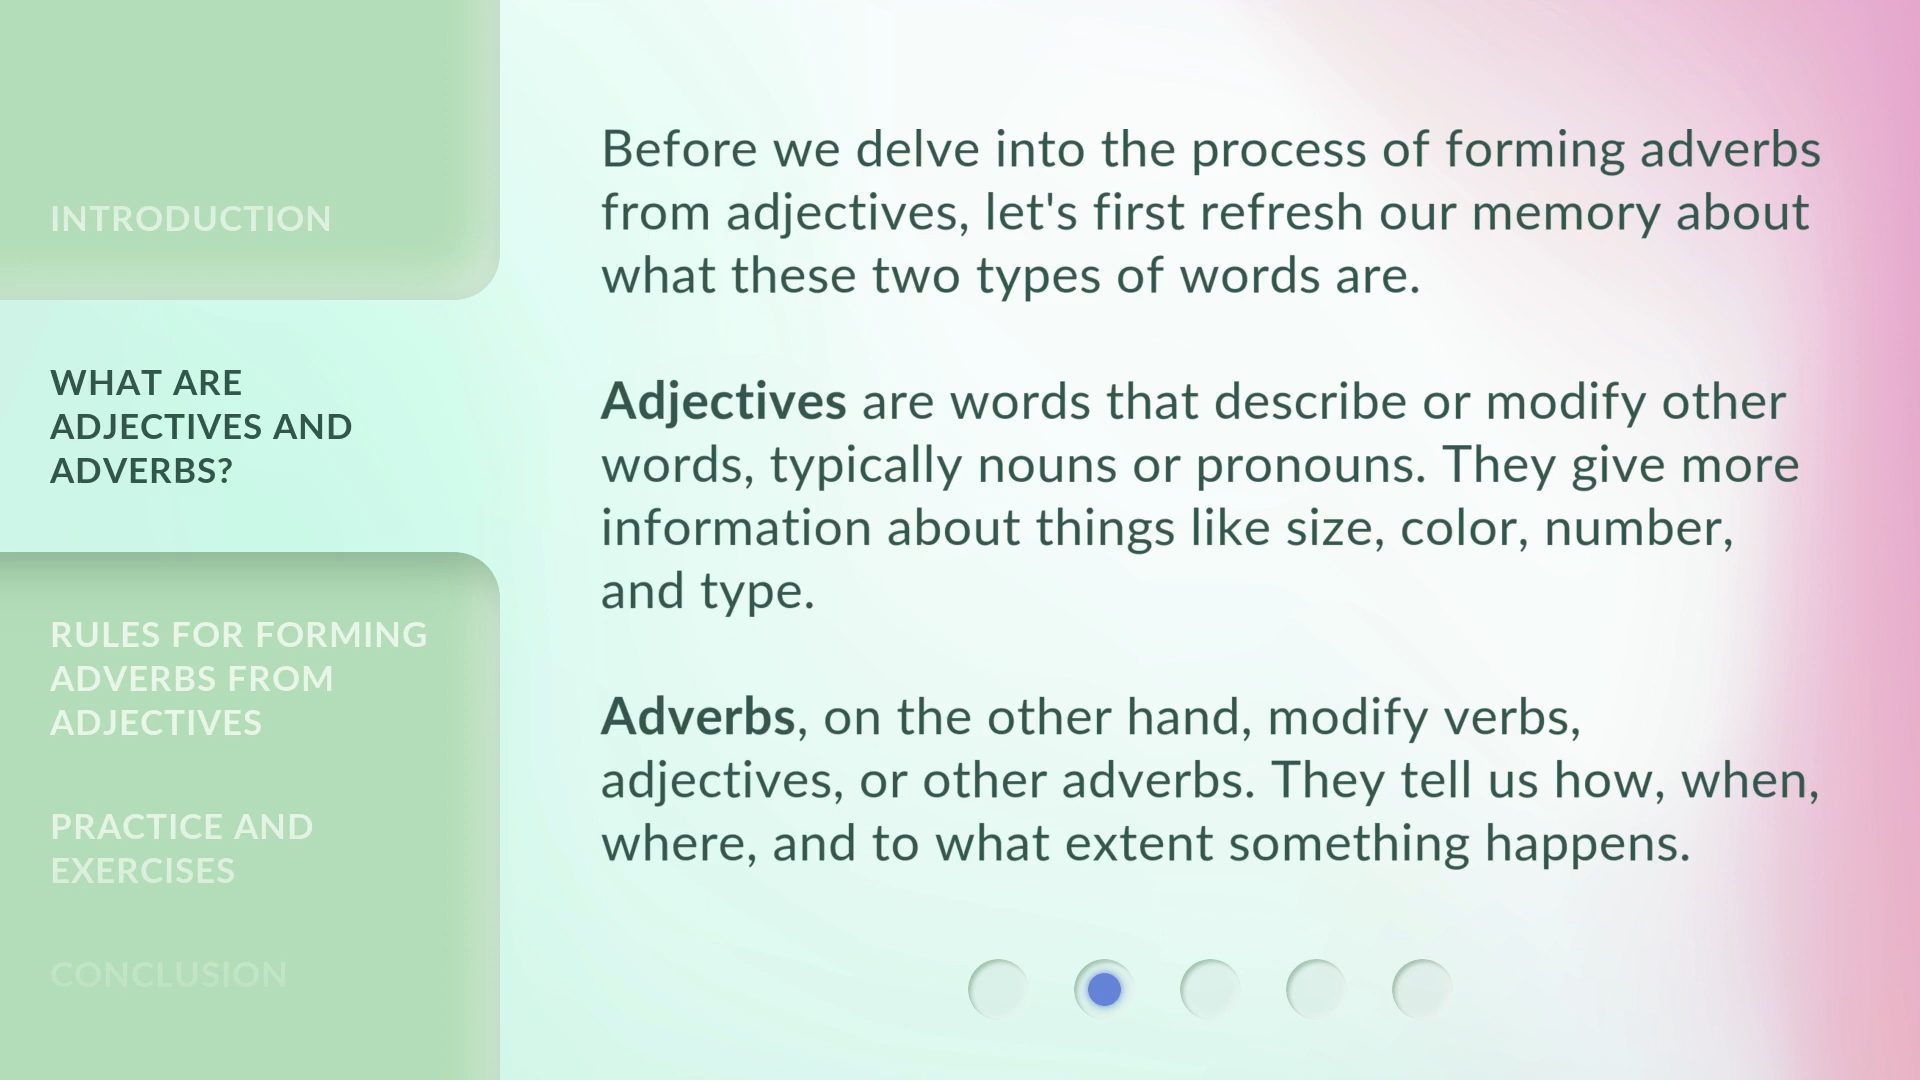 INTRODUCTION
WHAT ARE
ADJECTIVES AND
ADVERBS?
RULES FOR FORMING
ADVERBS FROM
ADJECTIVES
PRACTICE AND
EXERCISES
CONCLUSION
Before we delve into the process of forming adverbs
from adjectives, let's first refresh our memory about
what these two types of words are.
Adjectives are words that describe or modify other
words, typically nouns or pronouns. They give more
information about things like size, color, number,
and type.
Adverbs, on the other hand, modify verbs,
adjectives, or other adverbs. They tell us how, when,
where, and to what extent something happens.